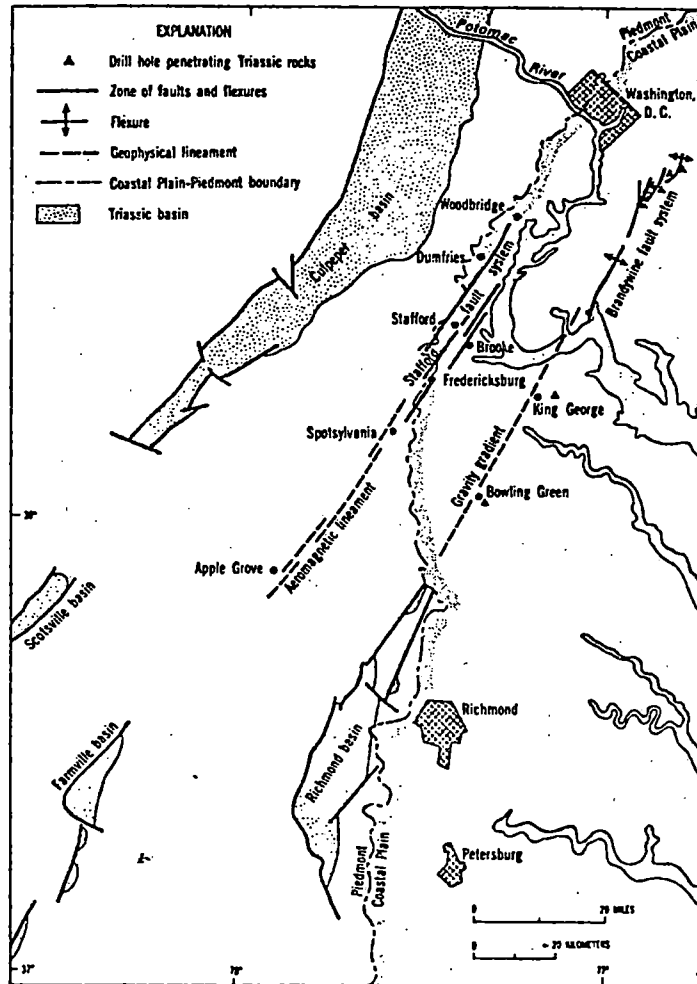 EXPLANATION
Drill hole penetrating Triassic rocks
Zone of faults and flexures
Flexure
Geophysical lineament
Coastal Plain-Piedmont boundary
Triassic basin
Potomac
River
Piedmont
Coastal Plain
Washington,
D.C.
Culpeper basin
Woodbridge
Dumfries
Stafford
Stafford fault system
Brandywine fault system
Brooke
Fredericksburg
King George
Spotsylvania
Gravity gradient
Bowling Green
Aeromagnetic lineament
Apple Grove
Scotsville basin
Richmond
Richmond basin
Farmville basin
Piedmont
Coastal Plain
Petersburg
0
20 MILES
0
20 KILOMETERS
37°
77°